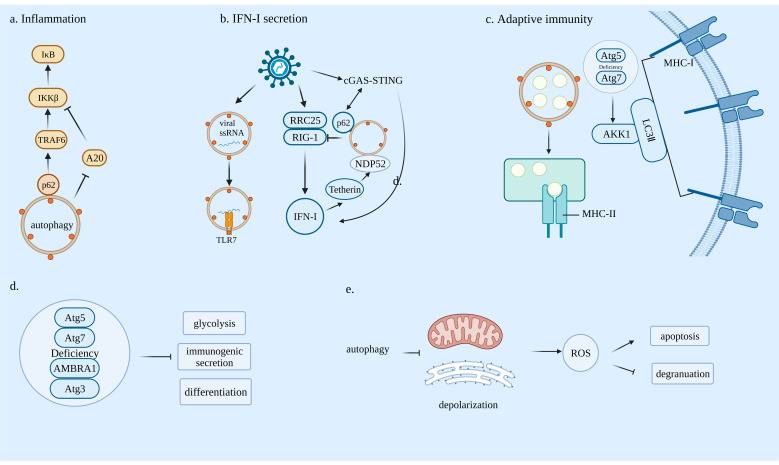 a. Inflammation
IκB
IKKβ
TRAF6
A20
p62
autophagy
b. IFN-I secretion
cGAS-STING
viral
ssRNA
RRC25
RIG-1
p62
NDP52
Tetherin
d.
IFN-I
TLR7
c. Adaptive immunity
Atg5
Deficiency
Atg7
MHC-I
AKK1
LC3Ⅱ
MHC-II
d.
Atg5
Atg7
Deficiency
AMBRA1
Atg3
glycolysis
immunogenic
secretion
differentiation
e.
autophagy
depolarization
ROS
apoptosis
degranuation